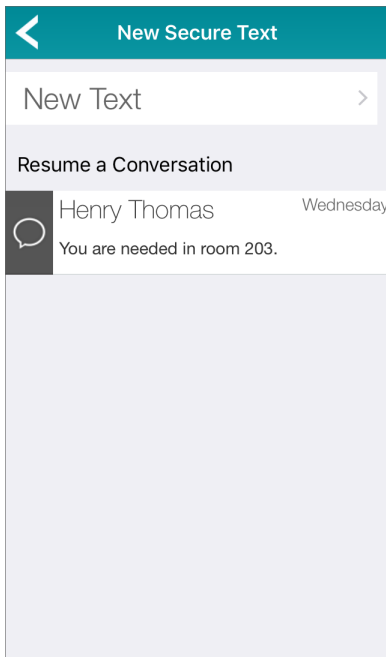 New Secure Text
New Text
Resume a Conversation
Henry Thomas
Wednesday
You are needed in room 203.